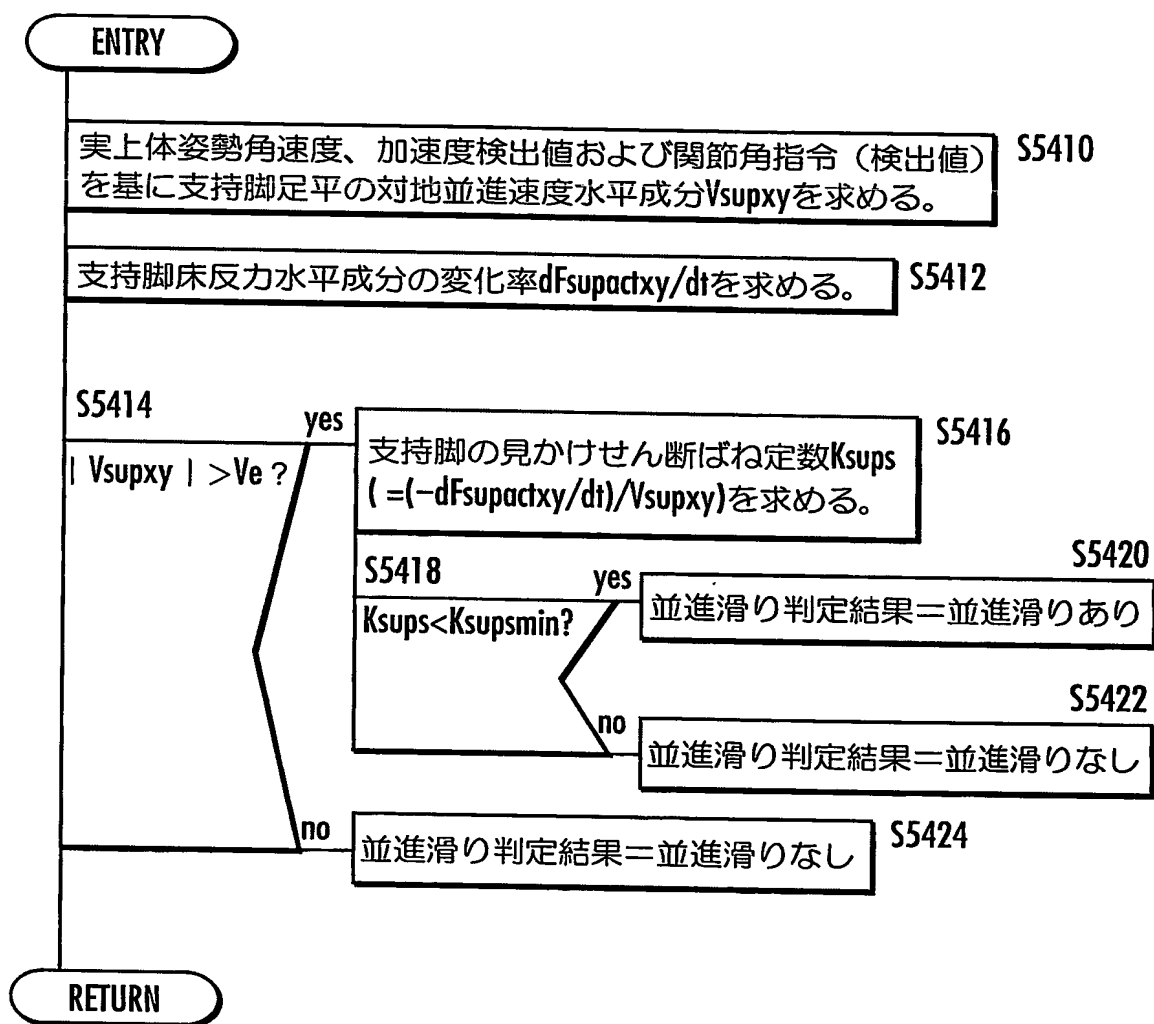 ENTRY
実上体姿勢角速度、加速度検出値および関節角指令（検出値）
を基に支持脚足平の対地並進速度水平成分Vsupxyを求める。
S5410
支持脚床反力水平成分の変化率dFsupactxy/dtを求める。
S5412
S5414
| Vsupxy | >Ve ?
yes
支持脚の見かけせん断ばね定数Ksups
( =(-dFsupactxy/dt)/Vsupxy)を求める。
S5416
S5418
Ksups<Ksupsmin?
yes
S5420
並進滑り判定結果＝並進滑りあり
S5422
no
並進滑り判定結果＝並進滑りなし
no
並進滑り判定結果＝並進滑りなし
S5424
RETURN